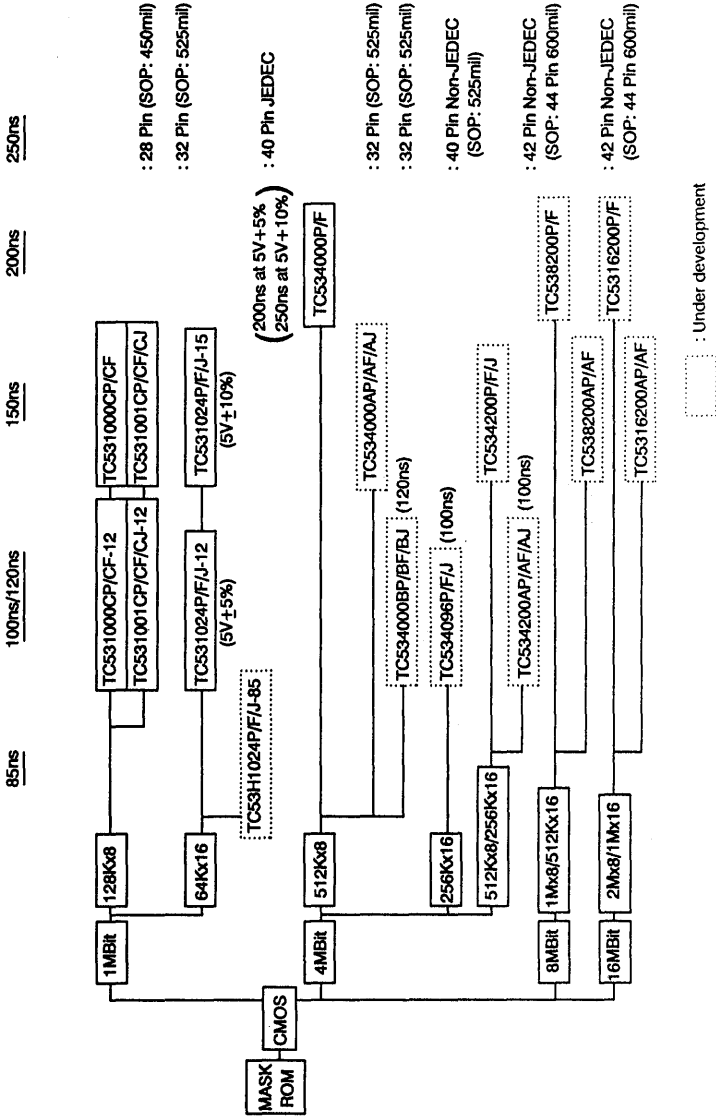 85ns
100ns/120ns
150ns
200ns
250ns
MASK
ROM
CMOS
1MBit
128Kx8
TC531000CP/CF-12
TC531000CP/CF
TC531001CP/CF/CJ-12
TC531001CP/CF/CJ
: 28 Pin (SOP: 450mil)
: 32 Pin (SOP: 525mil)
64Kx16
TC531024P/F/J-12
(5V±5%)
TC531024P/F/J-15
(5V±10%)
TC53H1024P/F/J-85
: 40 Pin JEDEC
4MBit
512Kx8
(200ns at 5V+5%
250ns at 5V+10%)
TC534000P/F
TC534000AP/AF/AJ
: 32 Pin (SOP: 525mil)
TC534000BP/BF/BJ (120ns)
: 32 Pin (SOP: 525mil)
256Kx16
TC534096P/F/J (100ns)
: 40 Pin Non-JEDEC
(SOP: 525mil)
512Kx8/256Kx16
TC534200P/F/J
TC534200AP/AF/AJ (100ns)
8MBit
1Mx8/512Kx16
TC538200P/F
: 42 Pin Non-JEDEC
(SOP: 44 Pin 600mil)
TC538200AP/AF
16MBit
2Mx8/1Mx16
TC5316200P/F
: 42 Pin Non-JEDEC
(SOP: 44 Pin 600mil)
TC5316200AP/AF
: Under development